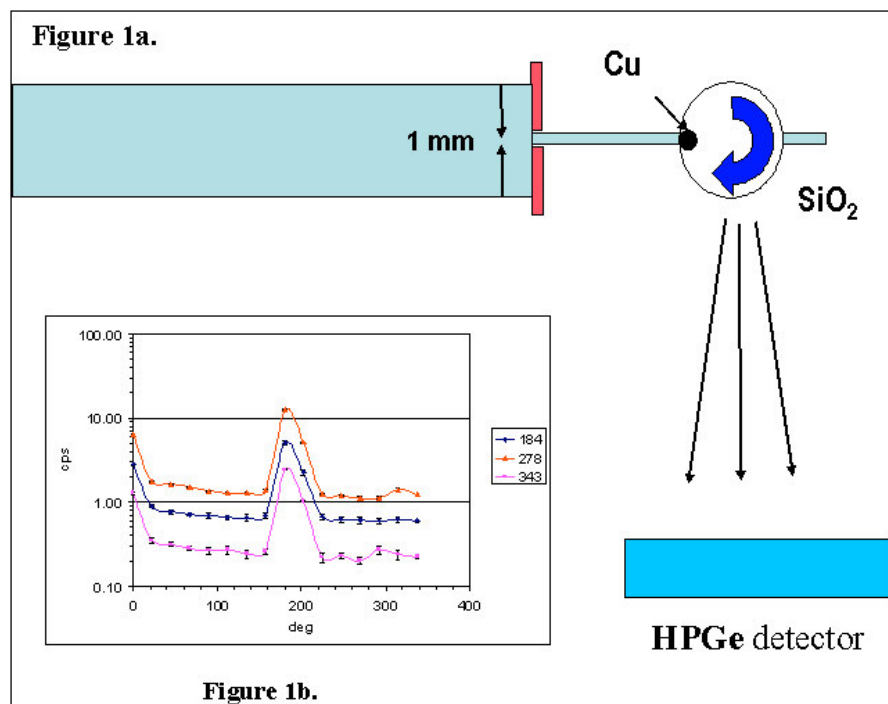 Figure 1a.
Cu
1 mm
SiO₂
100.00
10.00
1.00
0.10
cps
0
100
200
300
400
deg
184
278
343
HPGe detector
Figure 1b.